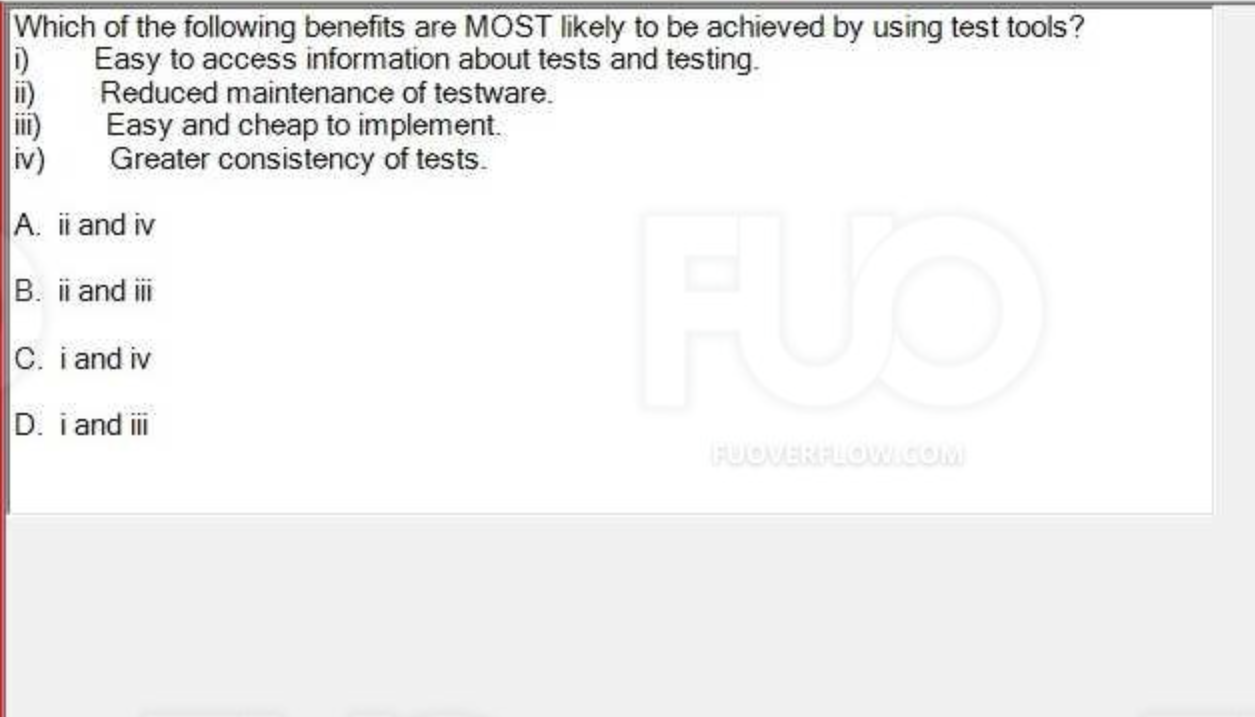 Which of the following benefits are MOST likely to be achieved by using test tools?
i) Easy to access information about tests and testing.
ii) Reduced maintenance of testware.
iii) Easy and cheap to implement.
iv) Greater consistency of tests.
A. ii and iv
B. ii and iii
C. i and iv
D. i and iii
FUO
FUOVERFLOW.COM